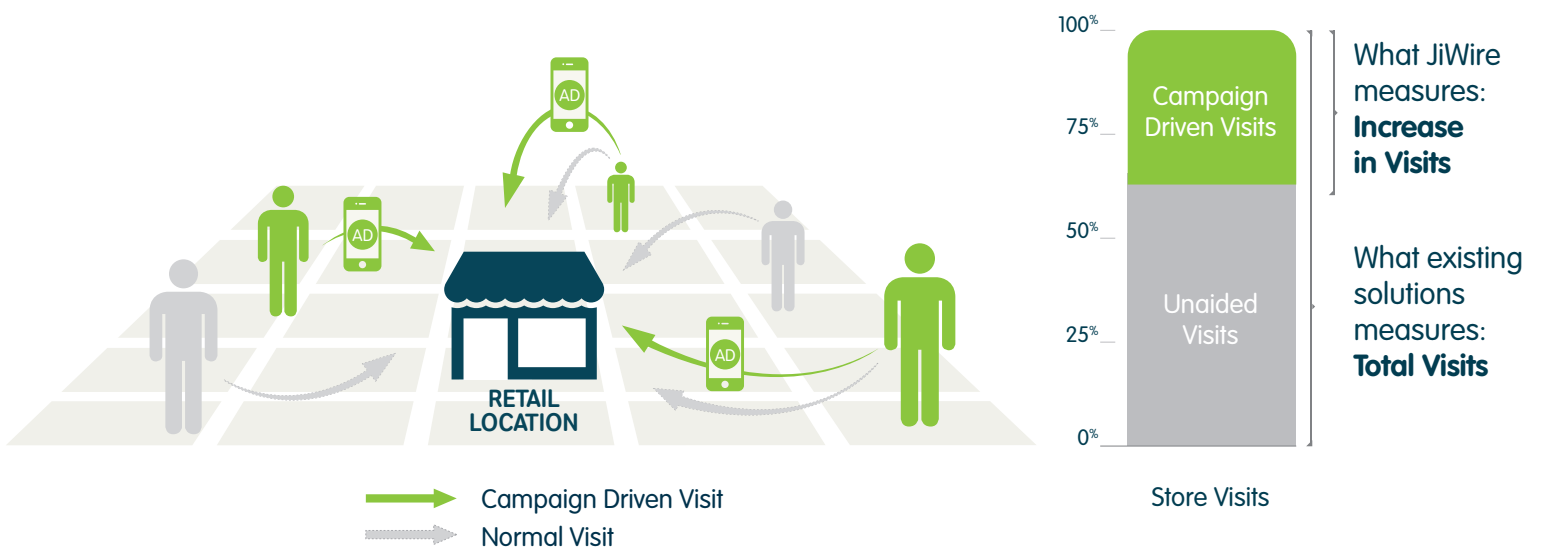 AD
AD
AD
RETAIL
LOCATION
Campaign Driven Visit
Normal Visit
100%
75%
50%
25%
0%
Campaign
Driven Visits
Unaided
Visits
Store Visits
What JiWire
measures:
Increase
in Visits
What existing
solutions
measures:
Total Visits